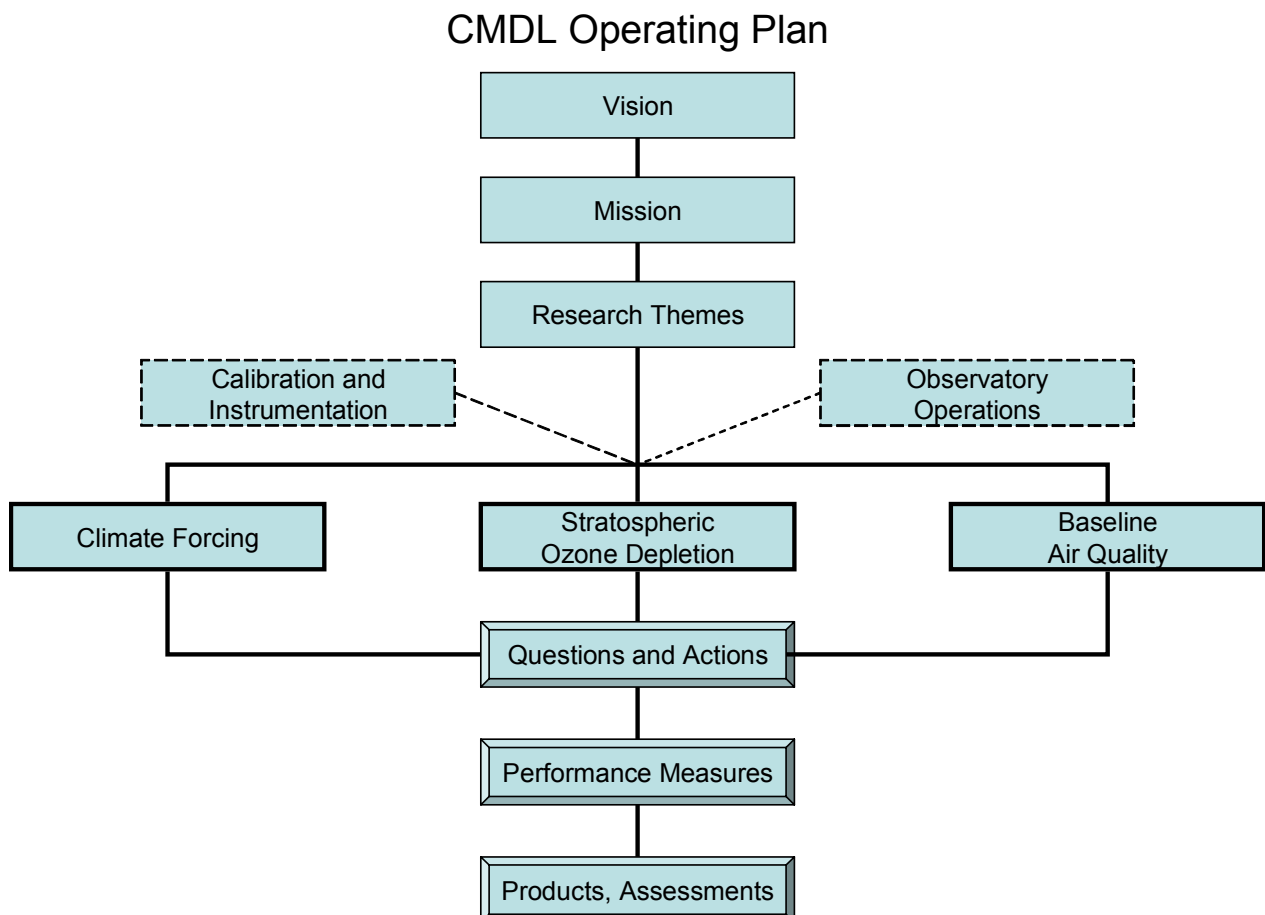 CMDL Operating Plan
Vision
Mission
Research Themes
Calibration and
Instrumentation
Observatory
Operations
Climate Forcing
Stratospheric
Ozone Depletion
Baseline
Air Quality
Questions and Actions
Performance Measures
Products, Assessments